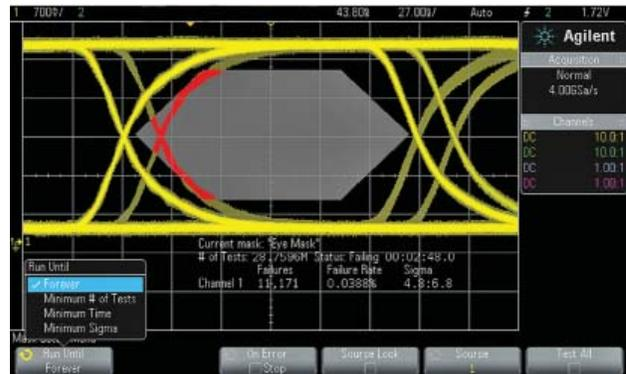 1 700▽/ 2 43.80▽ 27.00▽/ Auto 2 1.72V
Agilent
Acquisition
Normal
4.00GSa/s
Channels
DC 10.0:1
DC 10.0:1
DC 1.00:1
DC 1.00:1
Current mask: "Eye Mask"
# of Tests: 28.7596M Status: Failing 00:02:48.0
Failures Failure Rate Sigma
Channel 1 11,171 0.0388% 4.8:6.8
1
Run Until
Forever
Minimum # of Tests
Minimum Time
Minimum Sigma
Run Until
Forever
On Error
Stop
Source Lock
Source
1
Test All